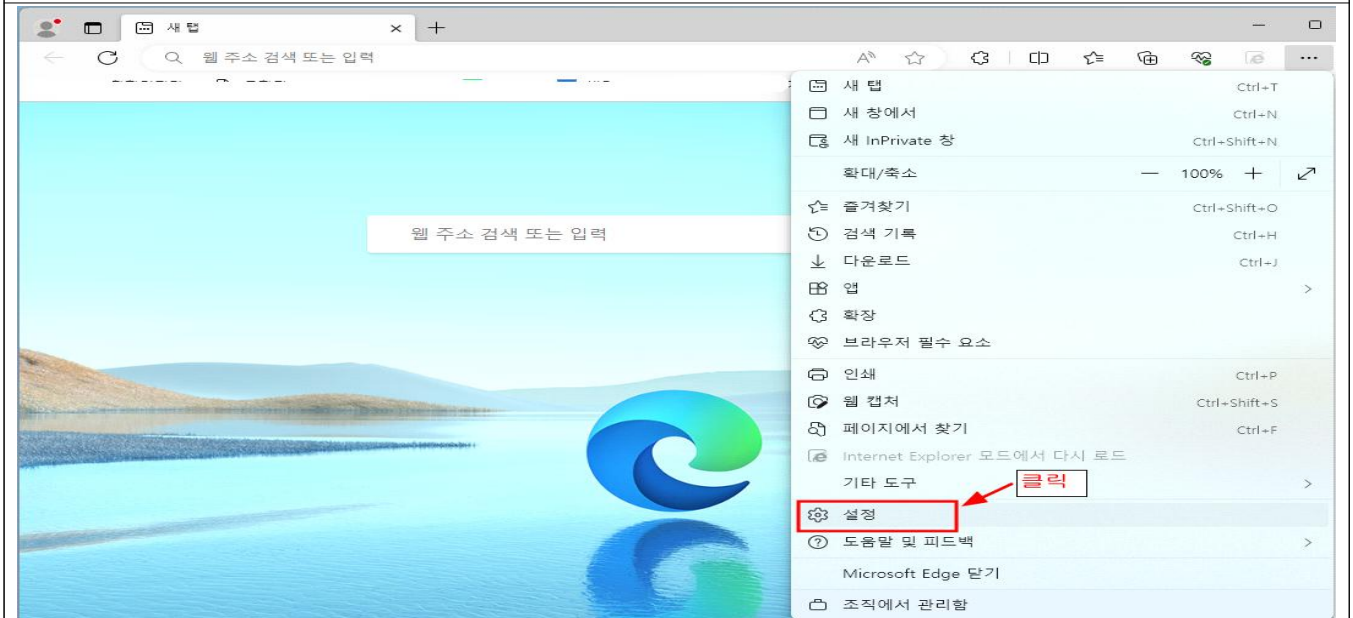 새 탭
웹 주소 검색 또는 입력
새 탭 Ctrl+T
새 창에서 Ctrl+N
새 InPrivate 창 Ctrl+Shift+N
확대/축소 — 100% +
즐겨찾기 Ctrl+Shift+O
웹 주소 검색 또는 입력
검색 기록 Ctrl+H
다운로드 Ctrl+J
앱
확장
브라우저 필수 요소
인쇄 Ctrl+P
웹 캡처 Ctrl+Shift+S
페이지에서 찾기 Ctrl+F
Internet Explorer 모드에서 다시 로드
기타 도구
클릭
설정
도움말 및 피드백
Microsoft Edge 닫기
조직에서 관리함